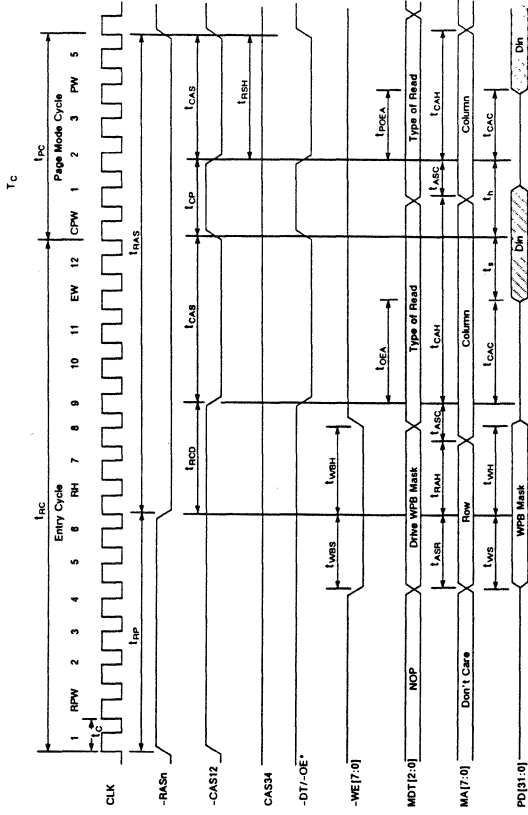 T C
tRC
tPC
Entry Cycle
Page Mode Cycle
1 RPW 2 3 4 5 6 RH 7 8 9 10 11 EW 12 CPW 1 2 3 PW 5
CLK
tC
tRP
tRAS
-RASn
tRCD
tCAS
tCP
tCAS
-CAS12
tRSH
CAS34
-DT/-OE*
tWBS
tWBH
-WE[7:0]
tOEA
tPOEA
MDT[2:0]
NOP
Drive WPB Mask
Type of Read
Type of Read
tASR
tRAH
tASC
tCAH
tASC
tCAH
MA[7:0]
Don't Care
Row
Column
Column
tWS
tWH
tCAC
ts
th
tCAC
PD[31:0]
WPB Mask
Din
Din